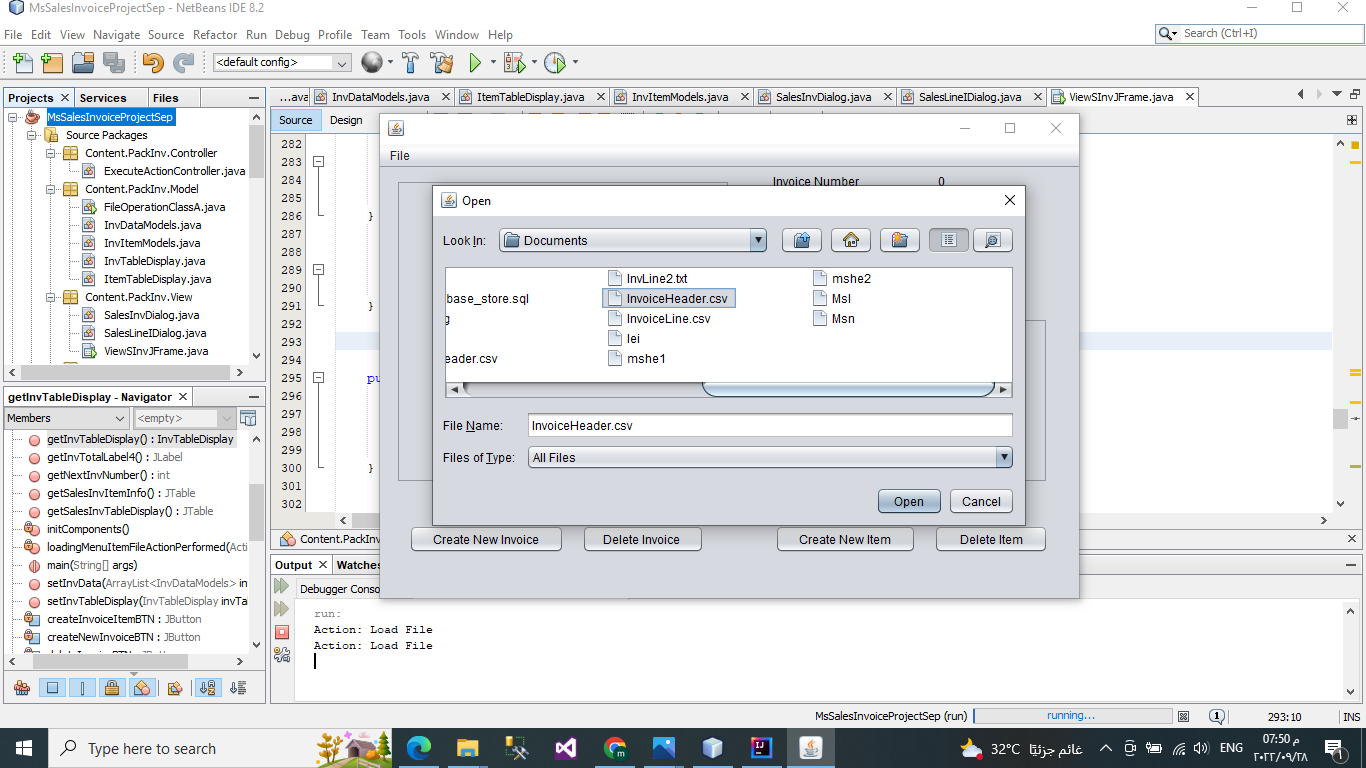 MsSalesInvoiceProjectSep - NetBeans IDE 8.2
File Edit View Navigate Source Refactor Run Debug Profile Team Tools Window Help
Search (Ctrl+I)
<default config>
Projects Services Files
...ava InvDataModels.java ItemTableDisplay.java InvItemModels.java SalesInvDialog.java SalesLineIDialog.java ViewSInvJFrame.java
MsSalesInvoiceProjectSep
Source Packages
Content.PackInv.Controller
ExecuteActionController.java
Content.PackInv.Model
FileOperationClassA.java
InvDataModels.java
InvItemModels.java
InvTableDisplay.java
ItemTableDisplay.java
Content.PackInv.View
SalesInvDialog.java
SalesLineIDialog.java
ViewSInvJFrame.java
Source Design
282
283
284
285
286 }
287
288
289
290
291 }
292
293
294
295 pu
296
297
298
299
300 }
301
302
File
Invoice Number 0
Open
Look In: Documents
InvLine2.txt mshe2
base_store.sql InvoiceHeader.csv Msl
g InvoiceLine.csv Msn
lei
eader.csv mshe1
File Name: InvoiceHeader.csv
Files of Type: All Files
Open Cancel
Create New Invoice Delete Invoice Create New Item Delete Item
getInvTableDisplay - Navigator
Members <empty>
getInvTableDisplay() : InvTableDisplay
getInvTotalLabel4() : JLabel
getNextInvNumber() : int
getSalesInvItemInfo() : JTable
getSalesInvTableDisplay() : JTable
initComponents()
loadingMenuItemFileActionPerformed(Acti
main(String[] args)
setInvData(ArrayList<InvDataModels> in
setInvTableDisplay(InvTableDisplay invTa
createInvoiceItemBTN : JButton
createNewInvoiceBTN : JButton
Content.PackInv
Output Watches
Debugger Conso
run:
Action: Load File
Action: Load File
MsSalesInvoiceProjectSep (run) running... 1 293:10 INS
Type here to search
32°C غائم جزئيًا ENG
07:50 م
٢٠٢٢/٠٩/٢٨
1